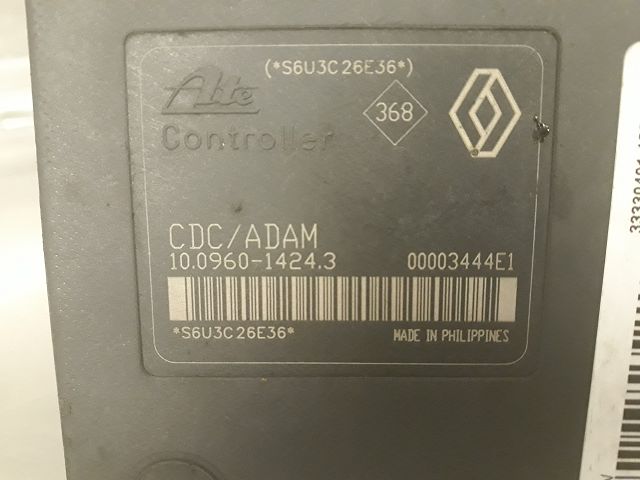 (*S6U3C26E36*)
Ate
368
Controller
CDC/ADAM
10.0960-1424.3 00003444E1
*S6U3C26E36*
MADE IN PHILIPPINES